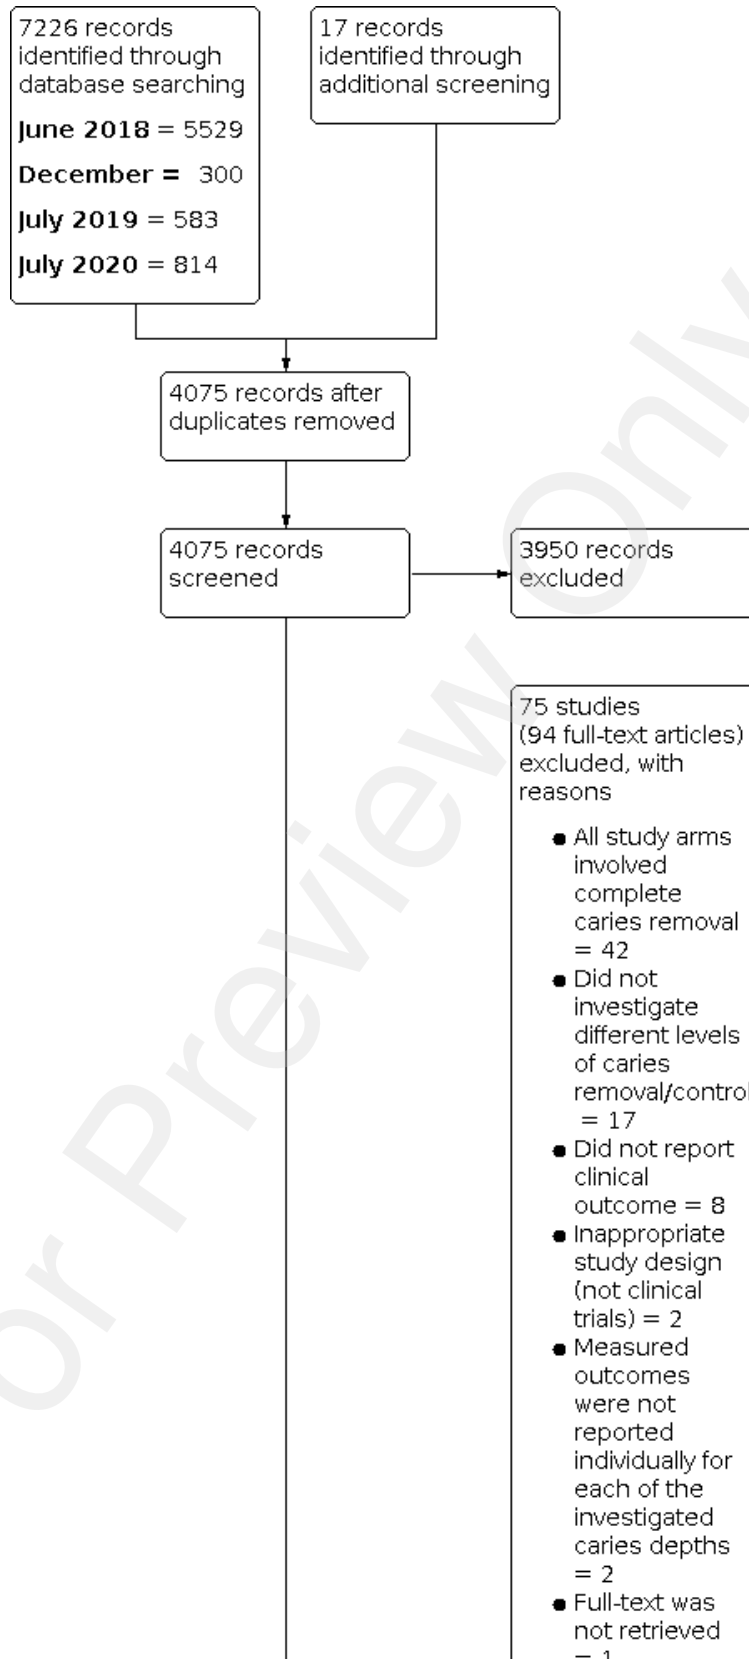 7226 records
identified through
database searching
June 2018 = 5529
December = 300
July 2019 = 583
July 2020 = 814
17 records
identified through
additional screening
4075 records after
duplicates removed
4075 records
screened
3950 records
excluded
75 studies
(94 full-text articles)
excluded, with
reasons
● All study arms
involved
complete
caries removal
= 42
● Did not
investigate
different levels
of caries
removal/control
= 17
● Did not report
clinical
outcome = 8
● Inappropriate
study design
(not clinical
trials) = 2
● Measured
outcomes
were not
reported
individually for
each of the
investigated
caries depths
= 2
● Full-text was
not retrieved
= 1
or Preview Only